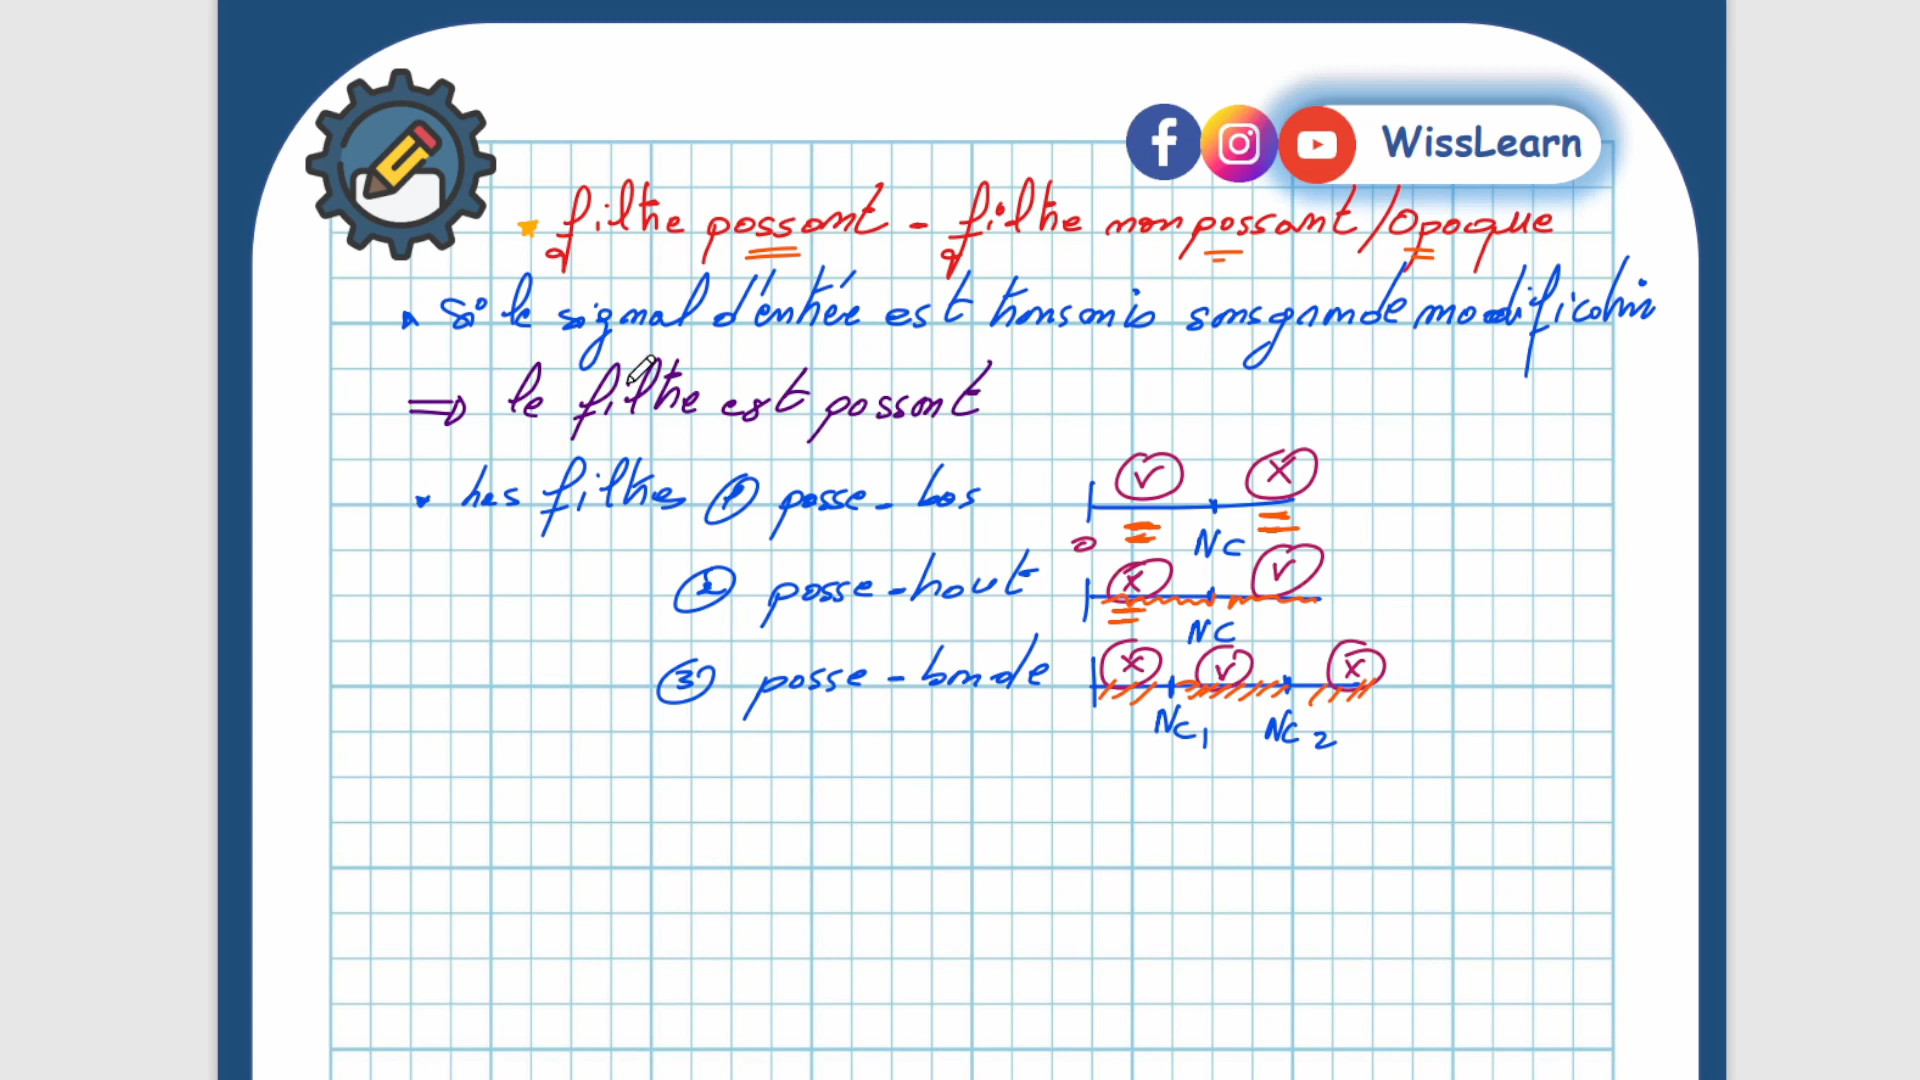 WissLearn
filtre passant - filtre non passant / Opaque
Si le signal d'entrée est transmis sans grande modification
⇒ le filtre est passant
Les filtres ① passe-bas
V X
0 NC
② passe-haut
X V
NC
③ passe-bande
X V X
NC1 NC2